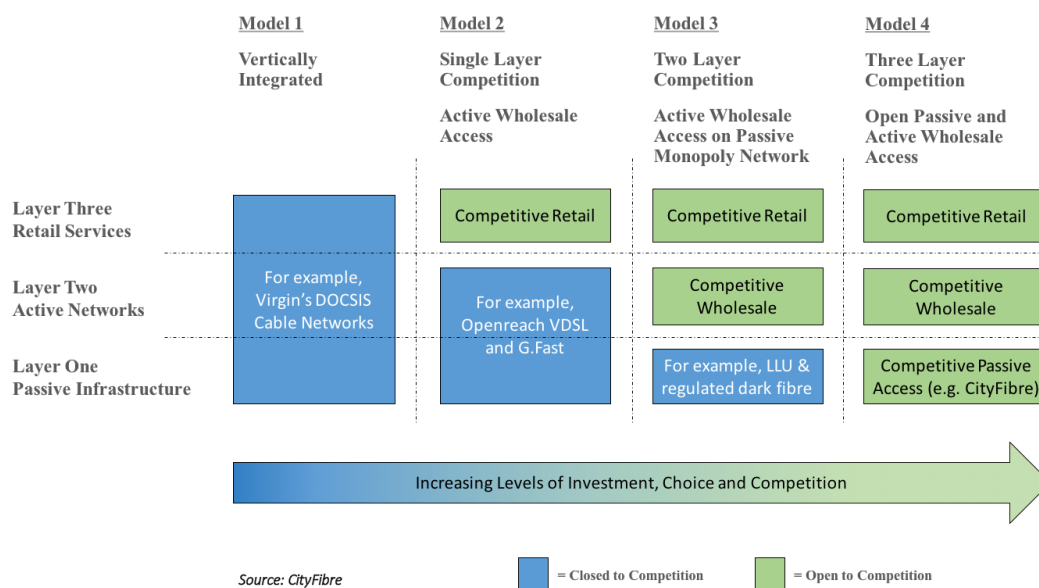 Model 1
Vertically
Integrated
Model 2
Single Layer
Competition
Active Wholesale
Access
Model 3
Two Layer
Competition
Active Wholesale
Access on Passive
Monopoly Network
Model 4
Three Layer
Competition
Open Passive and
Active Wholesale
Access
Layer Three
Retail Services
Competitive Retail
Competitive Retail
Competitive Retail
Layer Two
Active Networks
For example,
Virgin's DOCSIS
Cable Networks
For example,
Openreach VDSL
and G.Fast
Competitive
Wholesale
Competitive
Wholesale
Layer One
Passive Infrastructure
For example, LLU &
regulated dark fibre
Competitive Passive
Access (e.g. CityFibre)
Increasing Levels of Investment, Choice and Competition
Source: CityFibre
= Closed to Competition
= Open to Competition